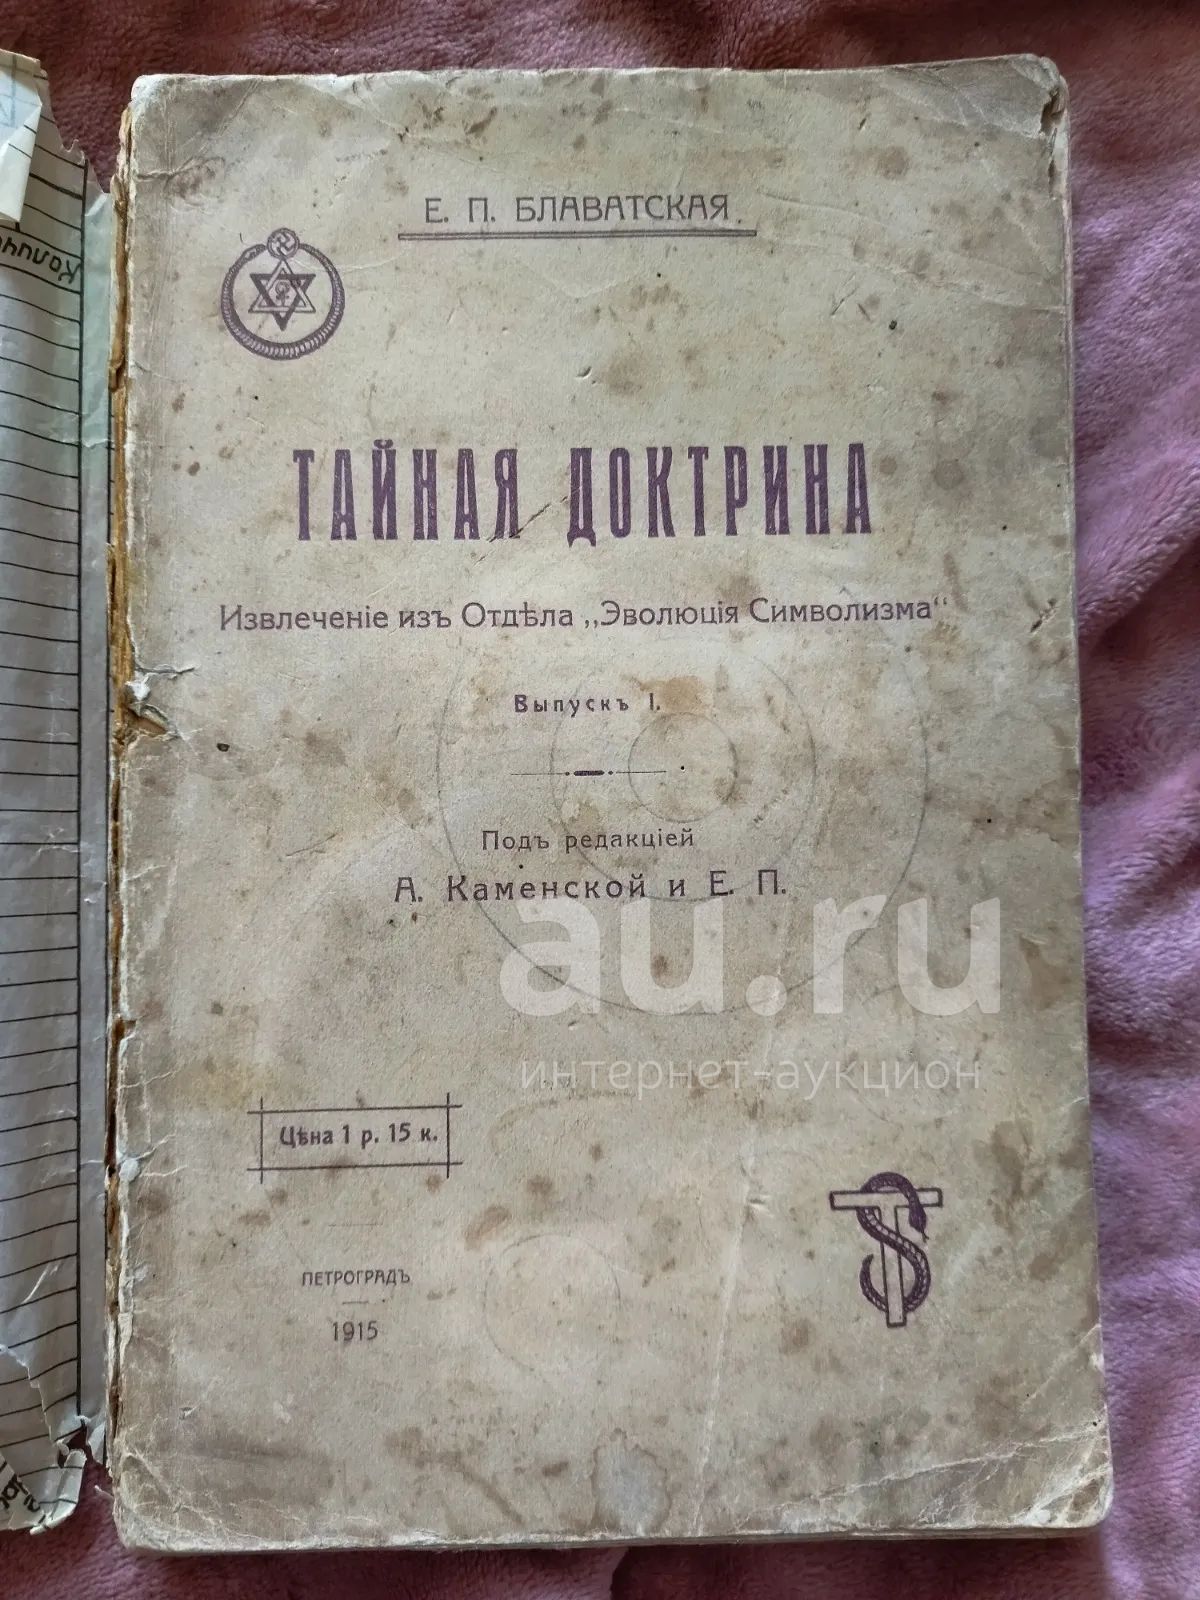 Е. П. БЛАВАТСКАЯ.
ТАЙНАЯ ДОКТРИНА
Извлеченіе изъ Отдѣла „Эволюція Символизма“
Выпускъ I.
Подъ редакціей
А. Каменской и Е. П.
au.ru
интернет-аукцион
Цѣна 1 р. 15 к.
ПЕТРОГРАДЪ
1915